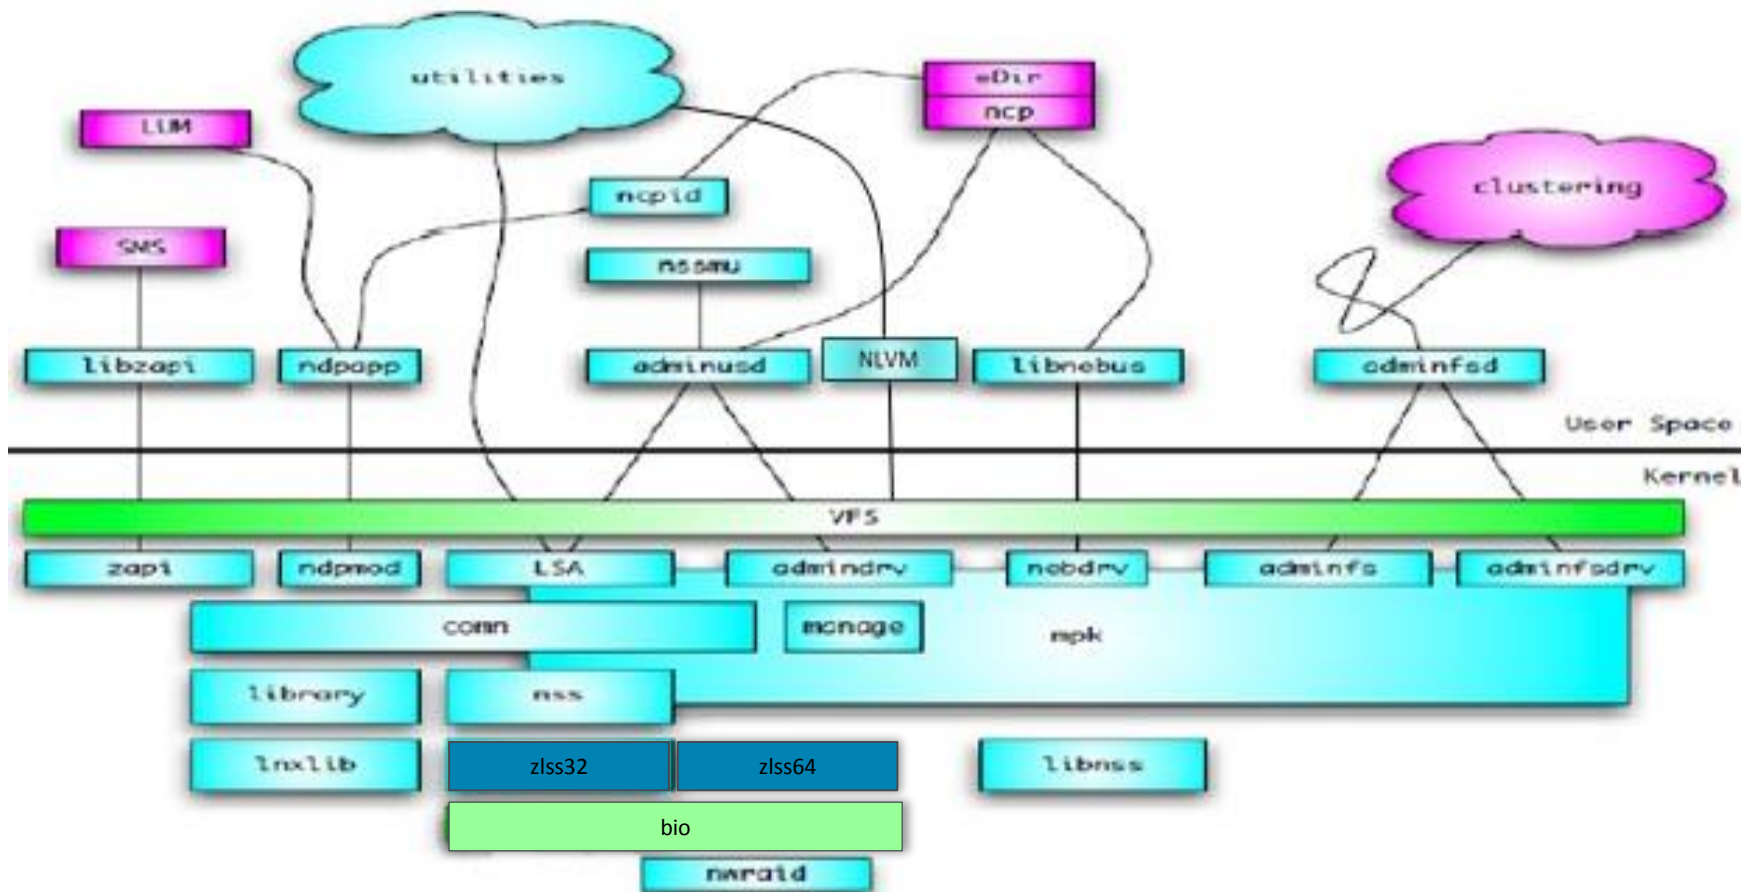 utilities
eDir
ncp
LUM
clustering
ncpid
SMS
nssmu
libzapi
ndpapp
adminusd
NLVM
libnebus
adminfsd
User Space
Kernel
VFS
zapi
ndpmod
LSA
admindrv
nebdrv
adminfs
adminfsdrv
comn
manage
mpk
library
nss
lnxlib
zlss32
zlss64
libnss
bio
nwraid